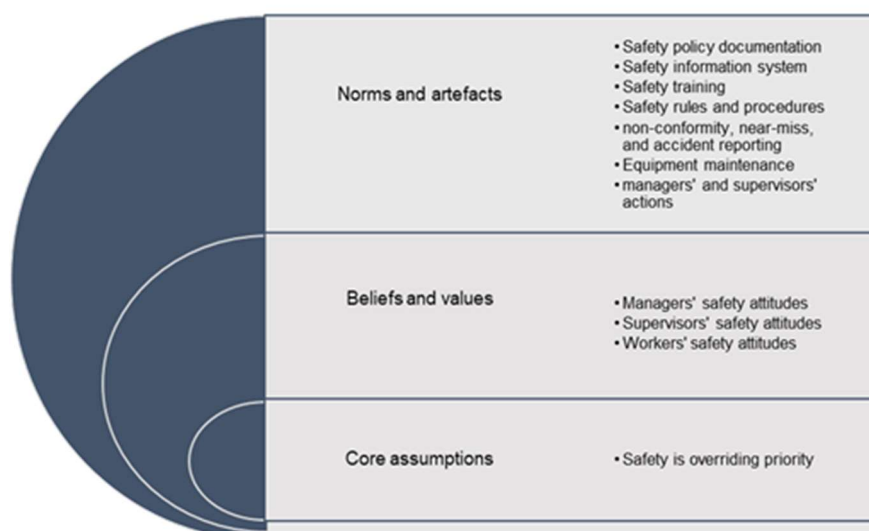 Norms and artefacts
• Safety policy documentation
• Safety information system
• Safety training
• Safety rules and procedures
• non-conformity, near-miss,
and accident reporting
• Equipment maintenance
• managers' and supervisors'
actions
Beliefs and values
• Managers' safety attitudes
• Supervisors' safety attitudes
• Workers' safety attitudes
Core assumptions
• Safety is overriding priority